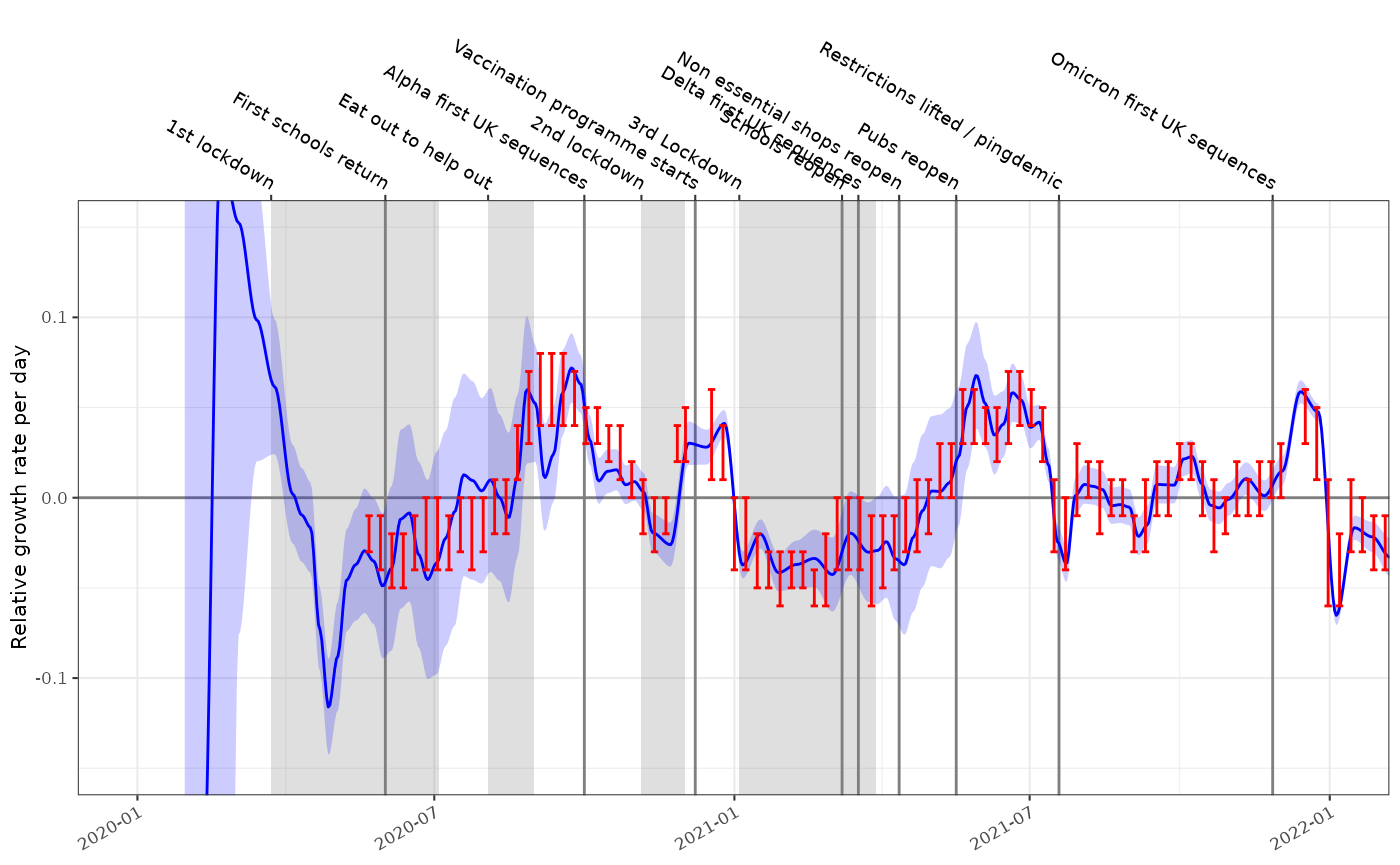 1st lockdown
First schools return
Eat out to help out
Alpha first UK sequences
2nd lockdown
Vaccination programme starts
3rd Lockdown
Schools reopen
Delta first UK sequences
Non essential shops reopen
Pubs reopen
Restrictions lifted / pingdemic
Omicron first UK sequences
Relative growth rate per day
0.1
0.0
-0.1
2020-01
2020-07
2021-01
2021-07
2022-01